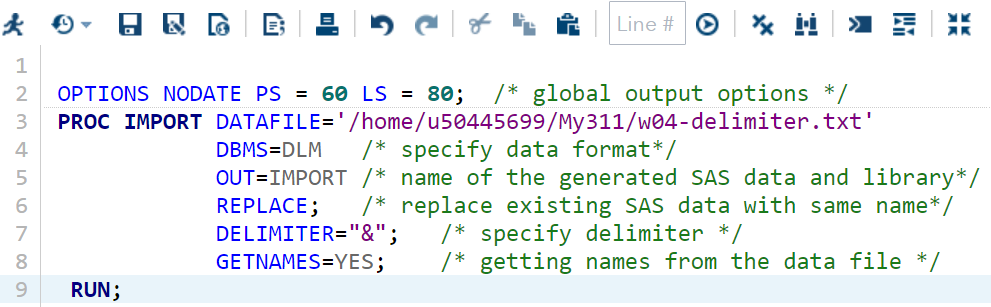 Line #
1
2 OPTIONS NODATE PS = 60 LS = 80; /* global output options */
3 PROC IMPORT DATAFILE='/home/u50445699/My311/w04-delimiter.txt'
4 DBMS=DLM /* specify data format*/
5 OUT=IMPORT /* name of the generated SAS data and library*/
6 REPLACE; /* replace existing SAS data with same name*/
7 DELIMITER="&"; /* specify delimiter */
8 GETNAMES=YES; /* getting names from the data file */
9 RUN;